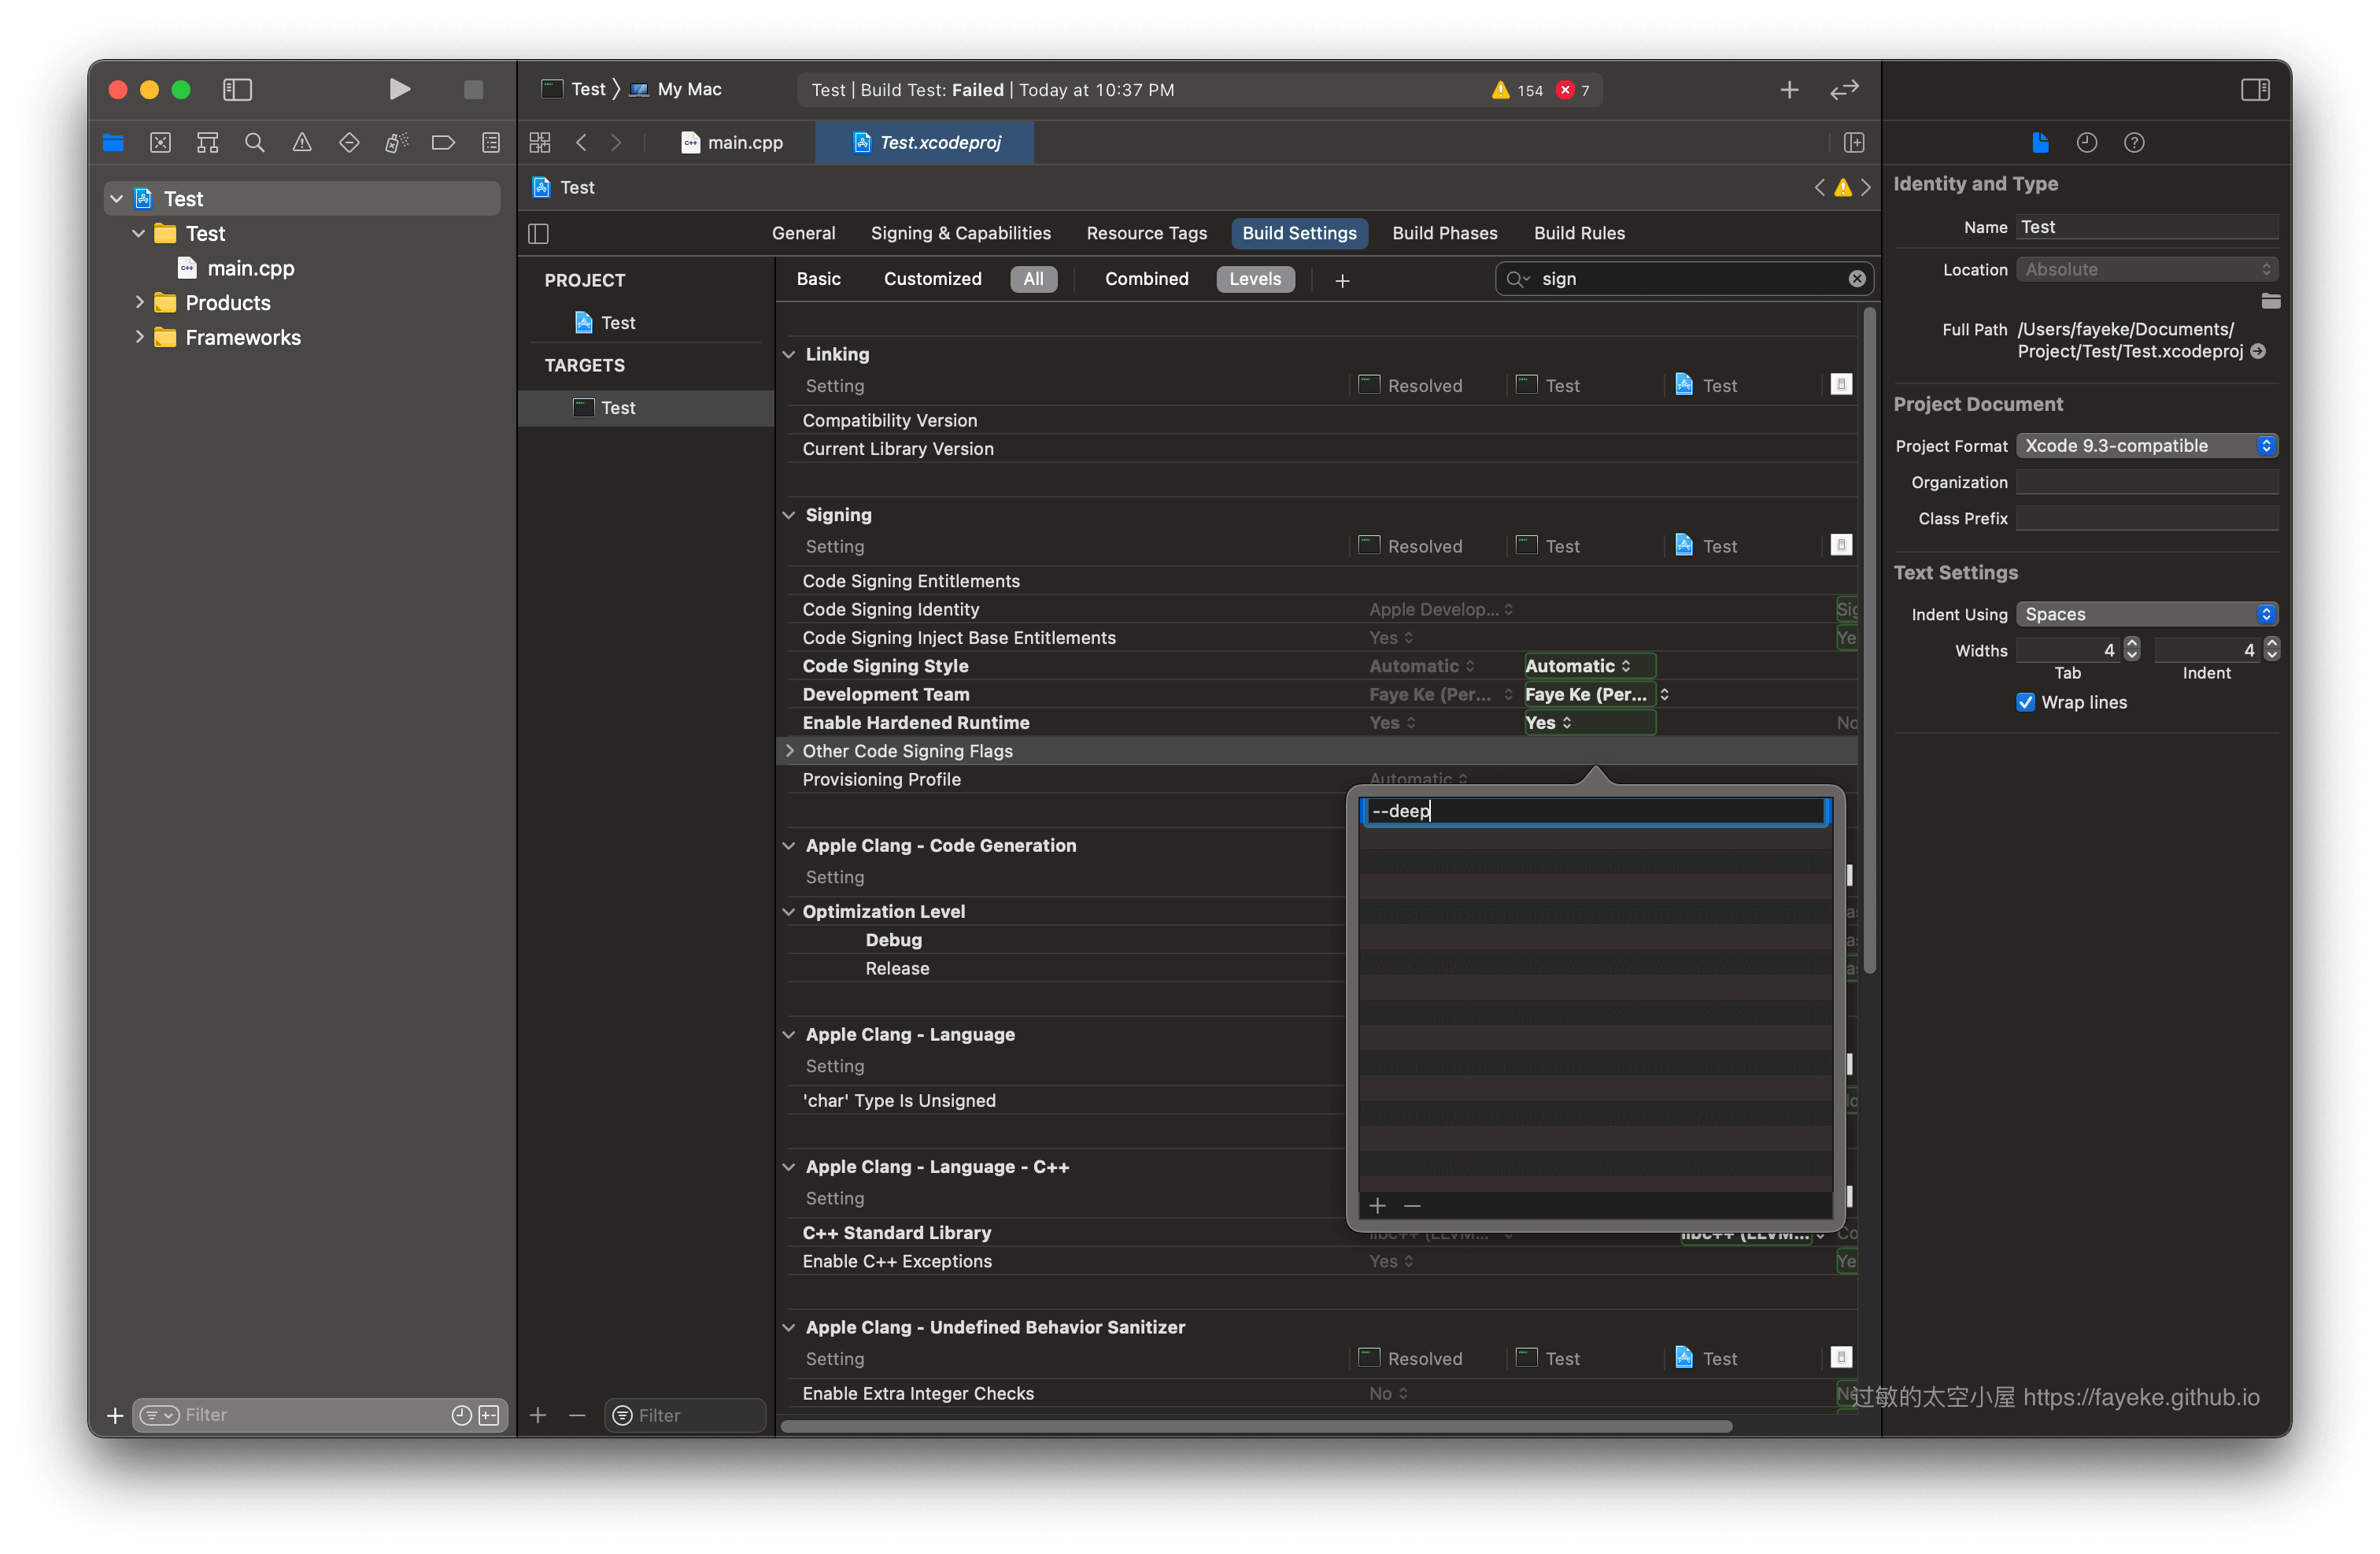 Test 〉 My Mac
Test | Build Test: Failed | Today at 10:37 PM
154
7
main.cpp
Test.xcodeproj
Test
Test
main.cpp
Products
Frameworks
Filter
Test
General
Signing & Capabilities
Resource Tags
Build Settings
Build Phases
Build Rules
PROJECT
Test
TARGETS
Test
Filter
Basic
Customized
All
Combined
Levels
sign
Linking
Setting Resolved Test Test
Compatibility Version
Current Library Version
Signing
Setting Resolved Test Test
Code Signing Entitlements
Code Signing Identity Apple Develop...
Code Signing Inject Base Entitlements Yes
Code Signing Style Automatic Automatic
Development Team Faye Ke (Per... Faye Ke (Per...
Enable Hardened Runtime Yes Yes No
Other Code Signing Flags
Provisioning Profile Automatic
--deep
Apple Clang - Code Generation
Setting
Optimization Level
Debug
Release
Apple Clang - Language
Setting
'char' Type Is Unsigned
Apple Clang - Language - C++
Setting
C++ Standard Library libc++ (LLVM... libc++ (LLVM...
Enable C++ Exceptions Yes
Apple Clang - Undefined Behavior Sanitizer
Setting Resolved Test Test
Enable Extra Integer Checks No
Identity and Type
Name Test
Location Absolute
Full Path /Users/fayeke/Documents/
Project/Test/Test.xcodeproj
Project Document
Project Format Xcode 9.3-compatible
Organization
Class Prefix
Text Settings
Indent Using Spaces
Widths 4 4
Tab Indent
Wrap lines
过敏的太空小屋 https://fayeke.github.io